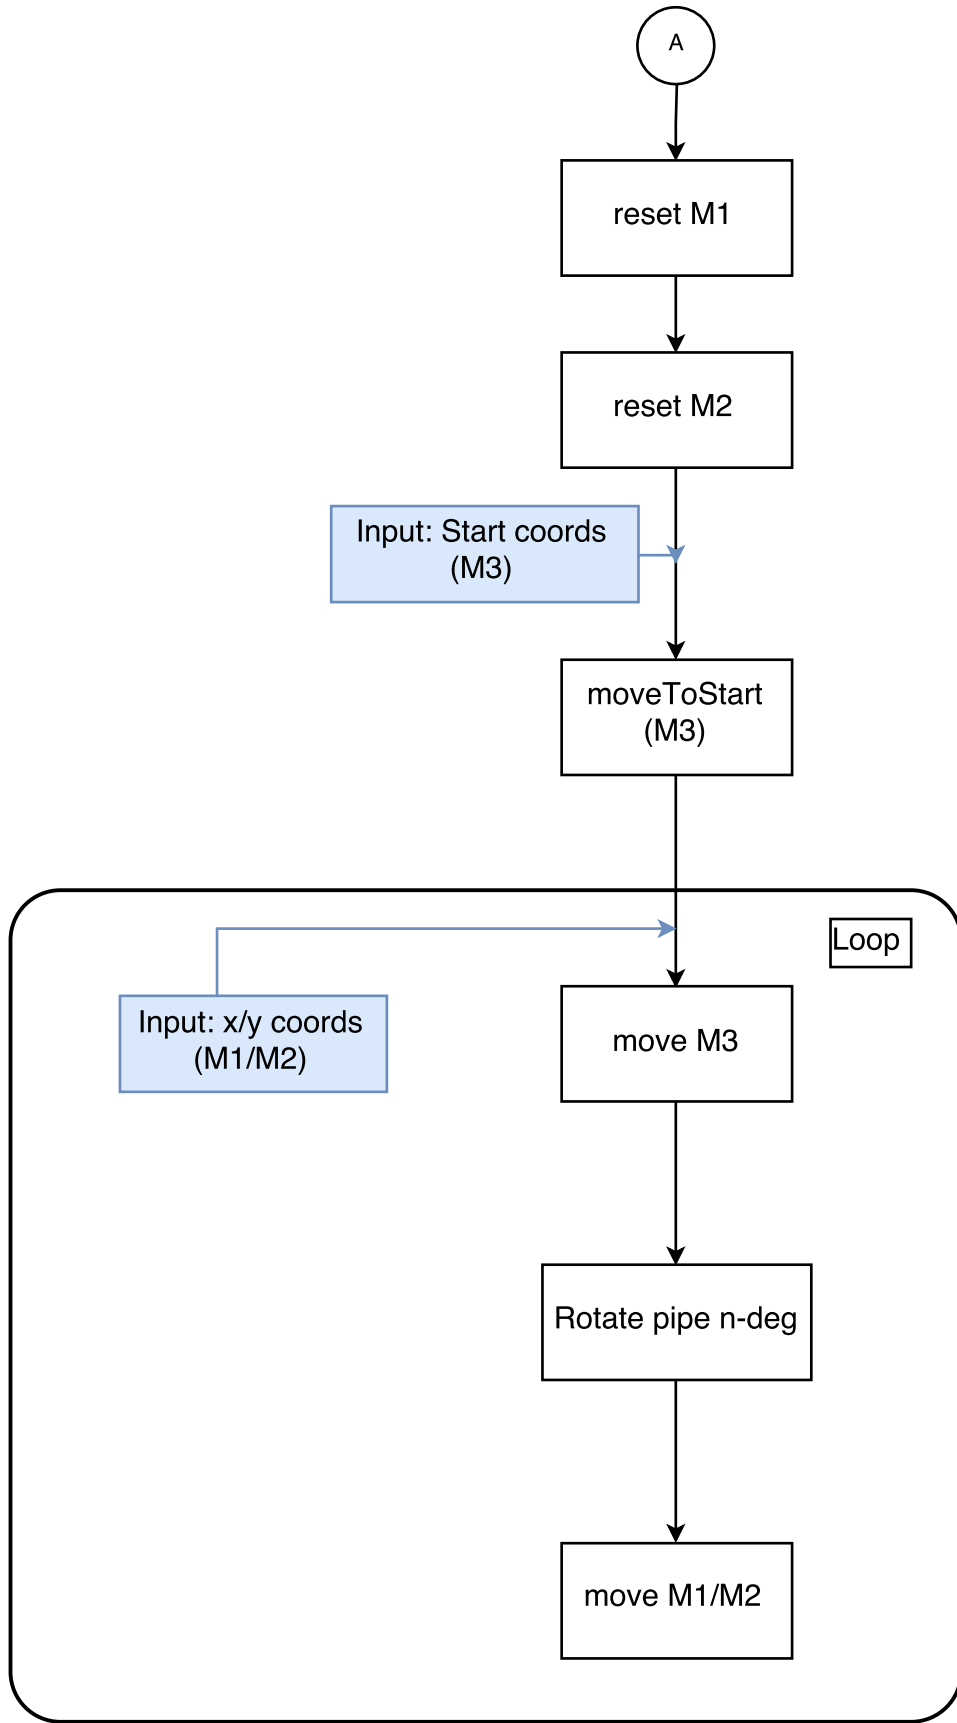 A
reset M1
reset M2
Input: Start coords
(M3)
moveToStart
(M3)
Loop
Input: x/y coords
(M1/M2)
move M3
Rotate pipe n-deg
move M1/M2